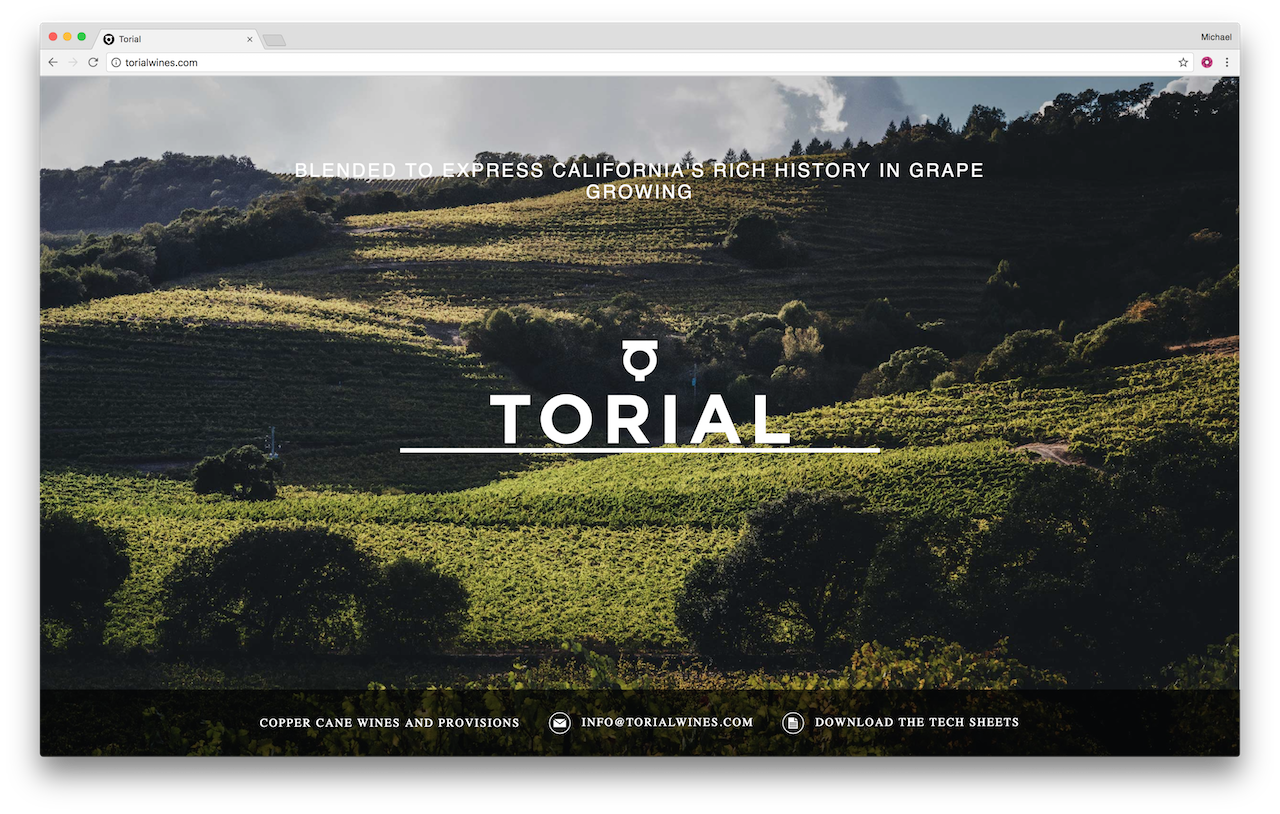 Torial
Michael
torialwines.com
BLENDED TO EXPRESS CALIFORNIA'S RICH HISTORY IN GRAPE
GROWING
TORIAL
COPPER CANE WINES AND PROVISIONS
INFO@TORIALWINES.COM
DOWNLOAD THE TECH SHEETS